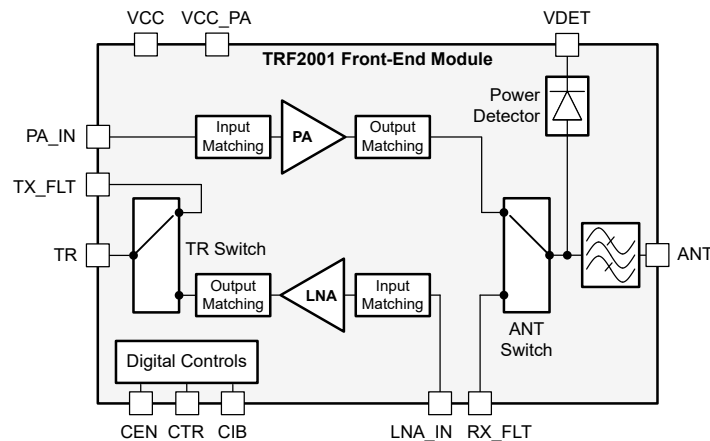 VCC VCC_PA VDET
TRF2001 Front-End Module
Power
Detector
PA_IN
Input
Matching
PA
Output
Matching
TX_FLT
TR
TR Switch
ANT
Output
Matching
LNA
Input
Matching
ANT
Switch
Digital Controls
CEN CTR CIB LNA_IN RX_FLT